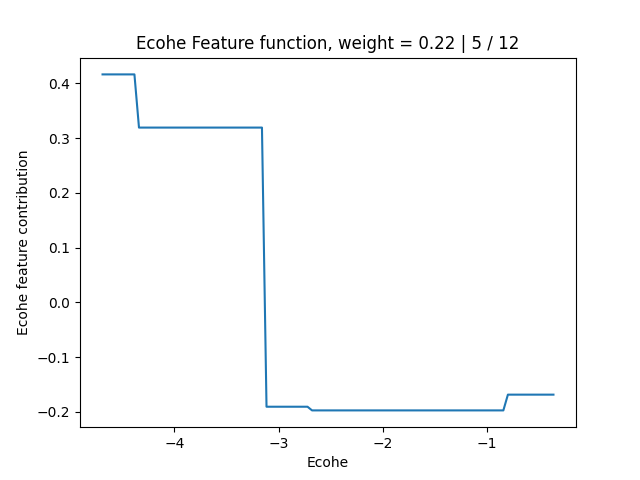 Ecohe Feature function, weight = 0.22 | 5 / 12
Ecohe feature contribution
0.4
0.3
0.2
0.1
0.0
−0.1
−0.2
−4 −3 −2 −1
Ecohe